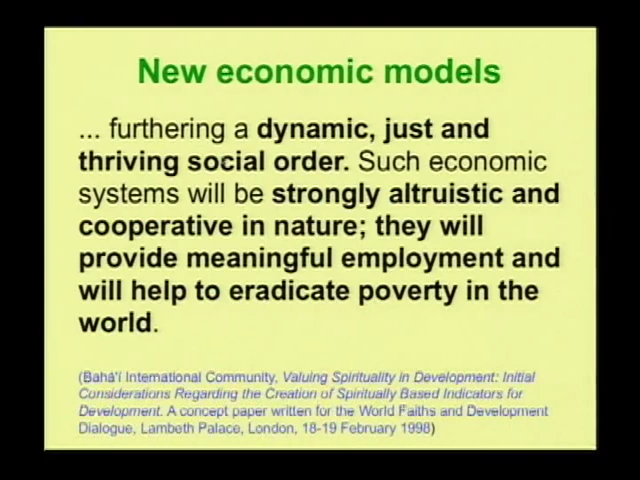 New economic models
... furthering a dynamic, just and
thriving social order. Such economic
systems will be strongly altruistic and
cooperative in nature; they will
provide meaningful employment and
will help to eradicate poverty in the
world.
(Bahá'í International Community, Valuing Spirituality in Development: Initial
Considerations Regarding the Creation of Spiritually Based Indicators for
Development. A concept paper written for the World Faiths and Development
Dialogue, Lambeth Palace, London, 18-19 February 1998)